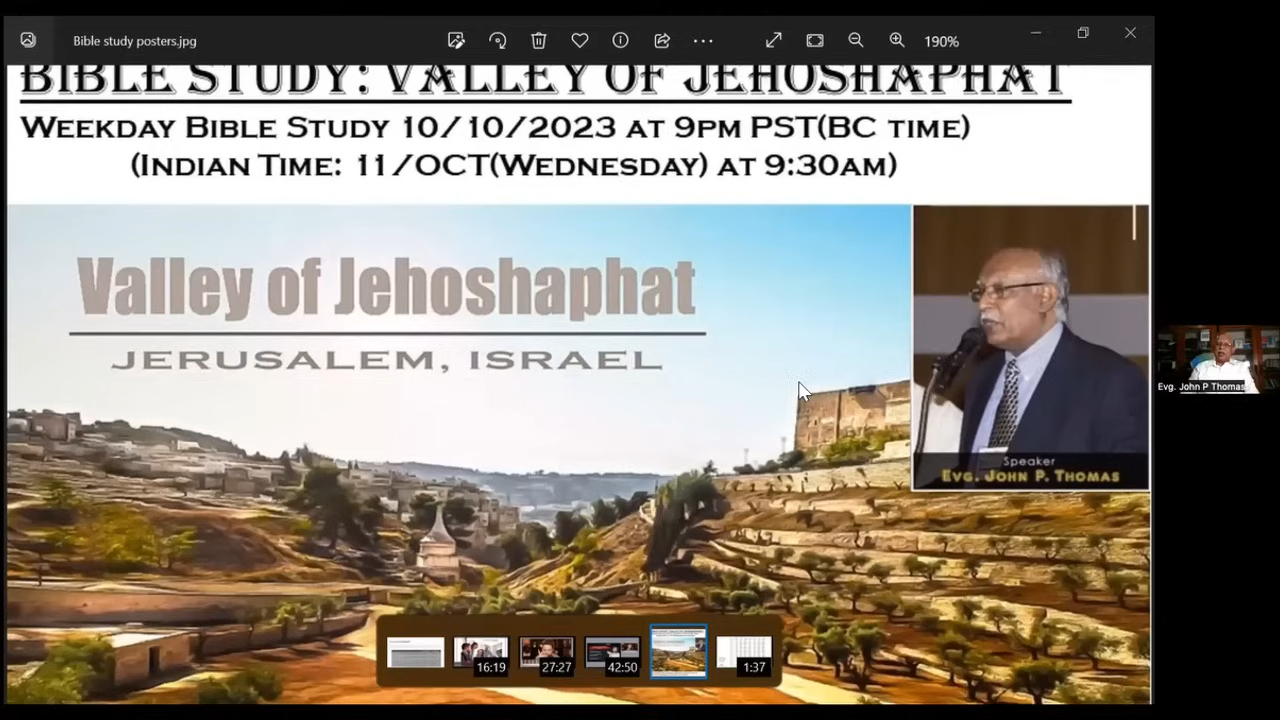 Bible study posters.jpg
190%
BIBLE STUDY: VALLEY OF JEHOSHAPHAT
WEEKDAY BIBLE STUDY 10/10/2023 AT 9PM PST(BC TIME)
(INDIAN TIME: 11/OCT(WEDNESDAY) AT 9:30AM)
Valley of Jehoshaphat
JERUSALEM, ISRAEL
Speaker
EVG. JOHN P. THOMAS
Evg. John P Thomas
16:19
27:27
42:50
1:37